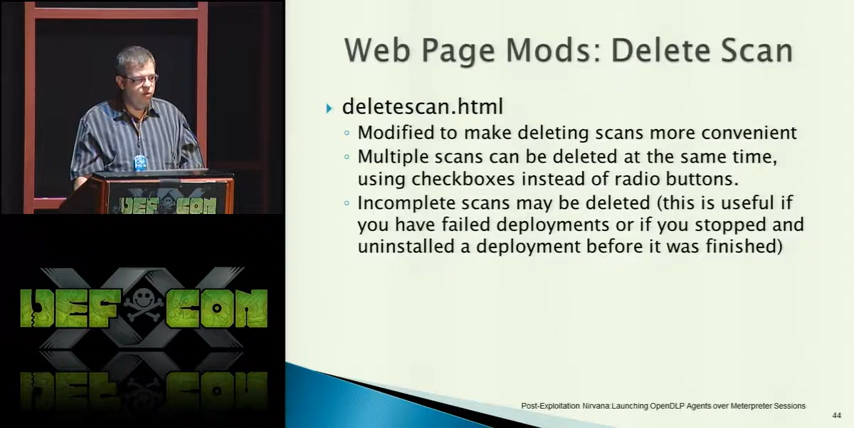 Web Page Mods: Delete Scan
deletescan.html
Modified to make deleting scans more convenient
Multiple scans can be deleted at the same time,
using checkboxes instead of radio buttons.
Incomplete scans may be deleted (this is useful if
you have failed deployments or if you stopped and
uninstalled a deployment before it was finished)
DEF CON
XX
DEF CON
Post-Exploitation Nirvana:Launching OpenDLP Agents over Meterpreter Sessions
44